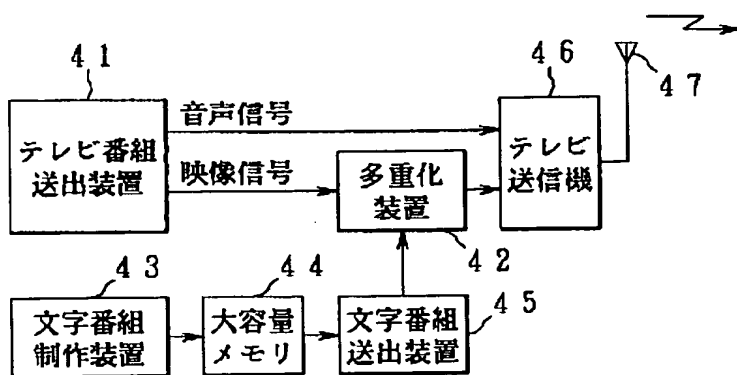 41
46
47
音声信号
テレビ番組
送出装置
映像信号
多重化
装置
テレビ
送信機
42
43
44
45
文字番組
制作装置
大容量
メモリ
文字番組
送出装置